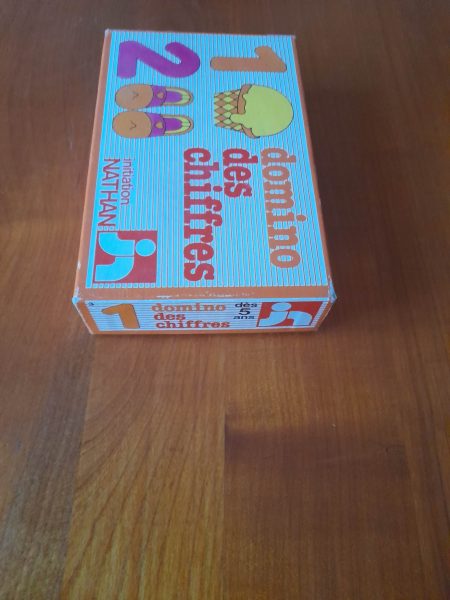 1
2
domino
des
chiffres
initiation
NATHAN
1
domino
des
chiffres
dès
5
ans